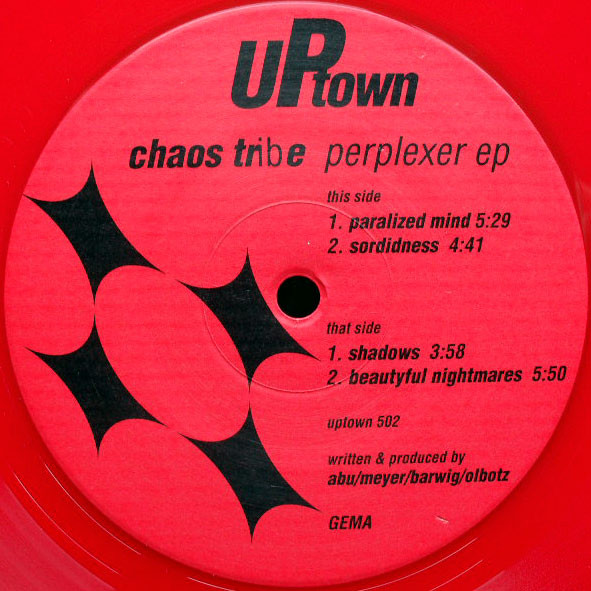 UPtown
chaos tribe perplexer ep
this side
1. paralized mind 5:29
2. sordidness 4:41
that side
1. shadows 3:58
2. beautyful nightmares 5:50
uptown 502
written & produced by
abu/meyer/barwig/olbotz
GEMA